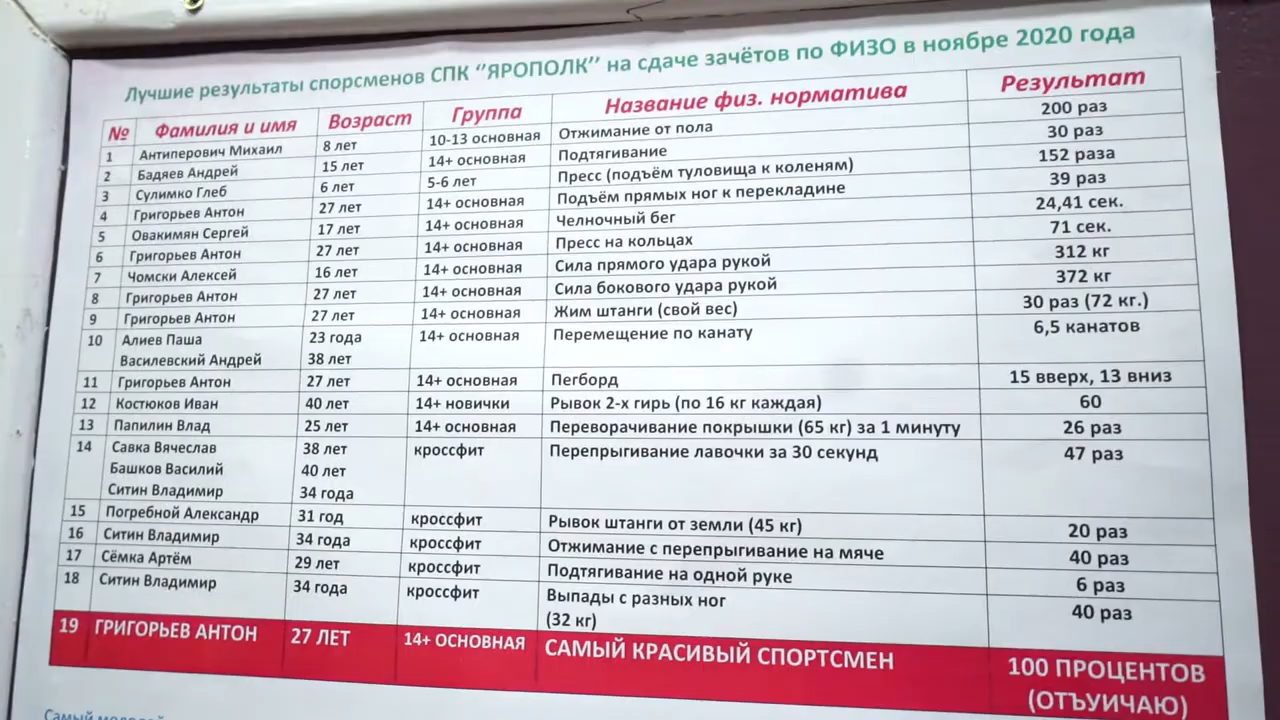 Лучшие результаты спорсменов СПК “ЯРОПОЛК” на сдаче зачётов по ФИЗО в ноябре 2020 года
№ Фамилия и имя Возраст Группа Название физ. норматива Результат
1 Антиперович Михаил 8 лет 10-13 основная Отжимание от пола 200 раз
2 Бадяев Андрей 15 лет 14+ основная Подтягивание 30 раз
3 Сулимко Глеб 6 лет 5-6 лет Пресс (подъём туловища к коленям) 152 раза
4 Григорьев Антон 27 лет 14+ основная Подъём прямых ног к перекладине 39 раз
5 Овакимян Сергей 17 лет 14+ основная Челночный бег 24,41 сек.
6 Григорьев Антон 27 лет 14+ основная Пресс на кольцах 71 сек.
7 Чомски Алексей 16 лет 14+ основная Сила прямого удара рукой 312 кг
8 Григорьев Антон 27 лет 14+ основная Сила бокового удара рукой 372 кг
9 Григорьев Антон 27 лет 14+ основная Жим штанги (свой вес) 30 раз (72 кг.)
10 Алиев Паша 23 года 14+ основная Перемещение по канату 6,5 канатов
Василевский Андрей 38 лет
11 Григорьев Антон 27 лет 14+ основная Пегборд 15 вверх, 13 вниз
12 Костюков Иван 40 лет 14+ новички Рывок 2-х гирь (по 16 кг каждая) 60
13 Папилин Влад 25 лет 14+ основная Переворачивание покрышки (65 кг) за 1 минуту 26 раз
14 Савка Вячеслав 38 лет кроссфит Перепрыгивание лавочки за 30 секунд 47 раз
Башков Василий 40 лет
Ситин Владимир 34 года
15 Погребной Александр 31 год кроссфит Рывок штанги от земли (45 кг) 20 раз
16 Ситин Владимир 34 года кроссфит Отжимание с перепрыгивание на мяче 40 раз
17 Сёмка Артём 29 лет кроссфит Подтягивание на одной руке 6 раз
18 Ситин Владимир 34 года кроссфит Выпады с разных ног 40 раз
(32 кг)
19 ГРИГОРЬЕВ АНТОН 27 ЛЕТ 14+ ОСНОВНАЯ САМЫЙ КРАСИВЫЙ СПОРТСМЕН 100 ПРОЦЕНТОВ
(ОТЪУИЧАЮ)
Самый